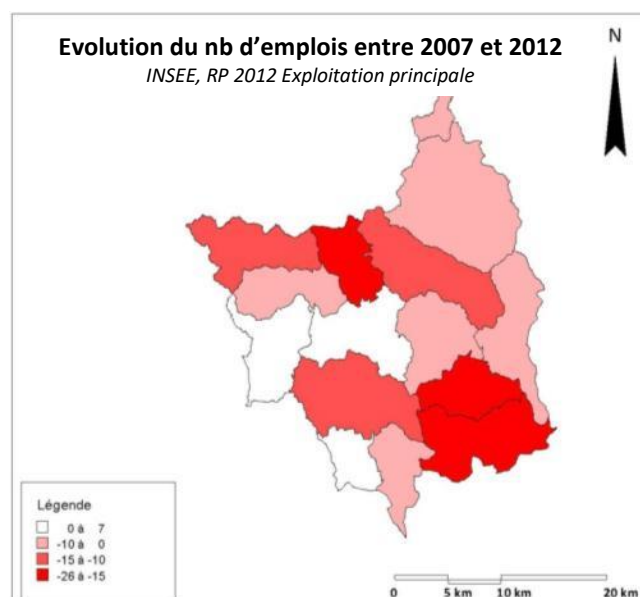 Evolution du nb d'emplois entre 2007 et 2012
INSEE, RP 2012 Exploitation principale
N
Légende
0 à 7
-10 à 0
-15 à -10
-26 à -15
0 5 km 10 km 20 km